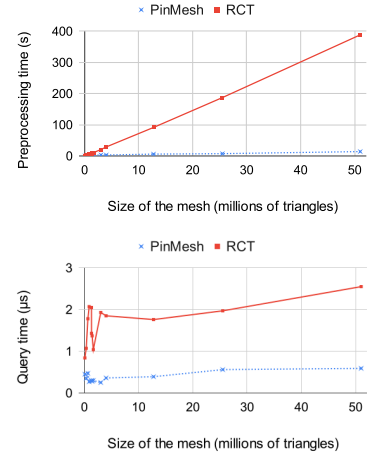 PinMesh RCT
Preprocessing time (s)
400
300
200
100
0
0 10 20 30 40 50
Size of the mesh (millions of triangles)
PinMesh RCT
Query time (μs)
3
2
1
0
0 10 20 30 40 50
Size of the mesh (millions of triangles)